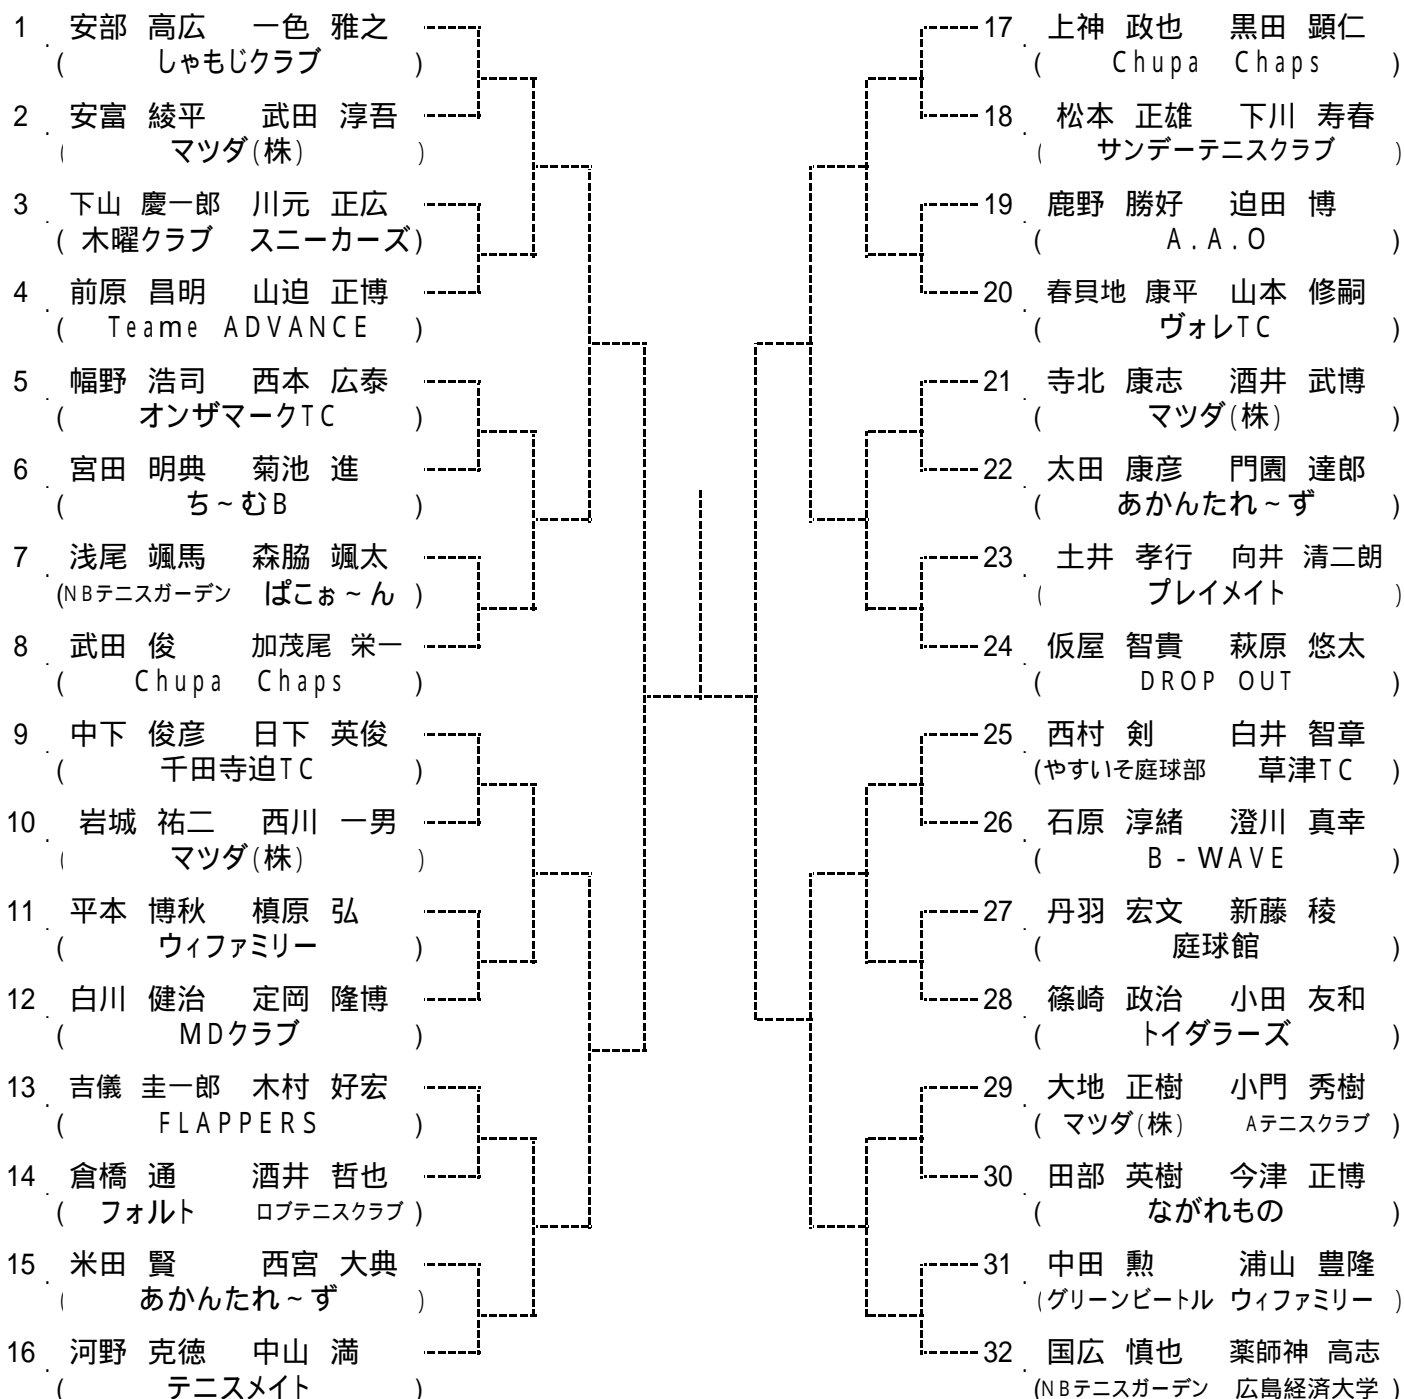 1. 安部 高広 一色 雅之
( しゃもじクラブ )
2. 安富 綾平 武田 淳吾
( マツダ(株) )
3. 下山 慶一郎 川元 正広
( 木曜クラブ スニーカーズ)
4. 前原 昌明 山迫 正博
( Teame ADVANCE )
5. 幅野 浩司 西本 広泰
( オンザマークTC )
6. 宮田 明典 菊池 進
( ち~むB )
7. 浅尾 颯馬 森脇 颯太
(NBテニスガーデン ぱこぉ~ん )
8. 武田 俊 加茂尾 栄一
( Chupa Chaps )
9. 中下 俊彦 日下 英俊
( 千田寺迫TC )
10. 岩城 祐二 西川 一男
( マツダ(株) )
11. 平本 博秋 槙原 弘
( ウィファミリー )
12. 白川 健治 定岡 隆博
( MDクラブ )
13. 吉儀 圭一郎 木村 好宏
( FLAPPERS )
14. 倉橋 通 酒井 哲也
( フォルト ロブテニスクラブ )
15. 米田 賢 西宮 大典
( あかんたれ~ず )
16. 河野 克徳 中山 満
( テニスメイト )
17. 上神 政也 黒田 顕仁
( Chupa Chaps )
18. 松本 正雄 下川 寿春
( サンデーテニスクラブ )
19. 鹿野 勝好 迫田 博
( A.A.O )
20. 春貝地 康平 山本 修嗣
( ヴォレTC )
21. 寺北 康志 酒井 武博
( マツダ(株) )
22. 太田 康彦 門園 達郎
( あかんたれ~ず )
23. 土井 孝行 向井 清二朗
( プレイメイト )
24. 仮屋 智貴 萩原 悠太
( DROP OUT )
25. 西村 剣 白井 智章
(やすいそ庭球部 草津TC )
26. 石原 淳緒 澄川 真幸
( B-WAVE )
27. 丹羽 宏文 新藤 稜
( 庭球館 )
28. 篠崎 政治 小田 友和
( トイダラーズ )
29. 大地 正樹 小門 秀樹
( マツダ(株) Aテニスクラブ )
30. 田部 英樹 今津 正博
( ながれもの )
31. 中田 勲 浦山 豊隆
(グリーンビートル ウィファミリー )
32. 国広 慎也 薬師神 高志
(NBテニスガーデン 広島経済大学 )